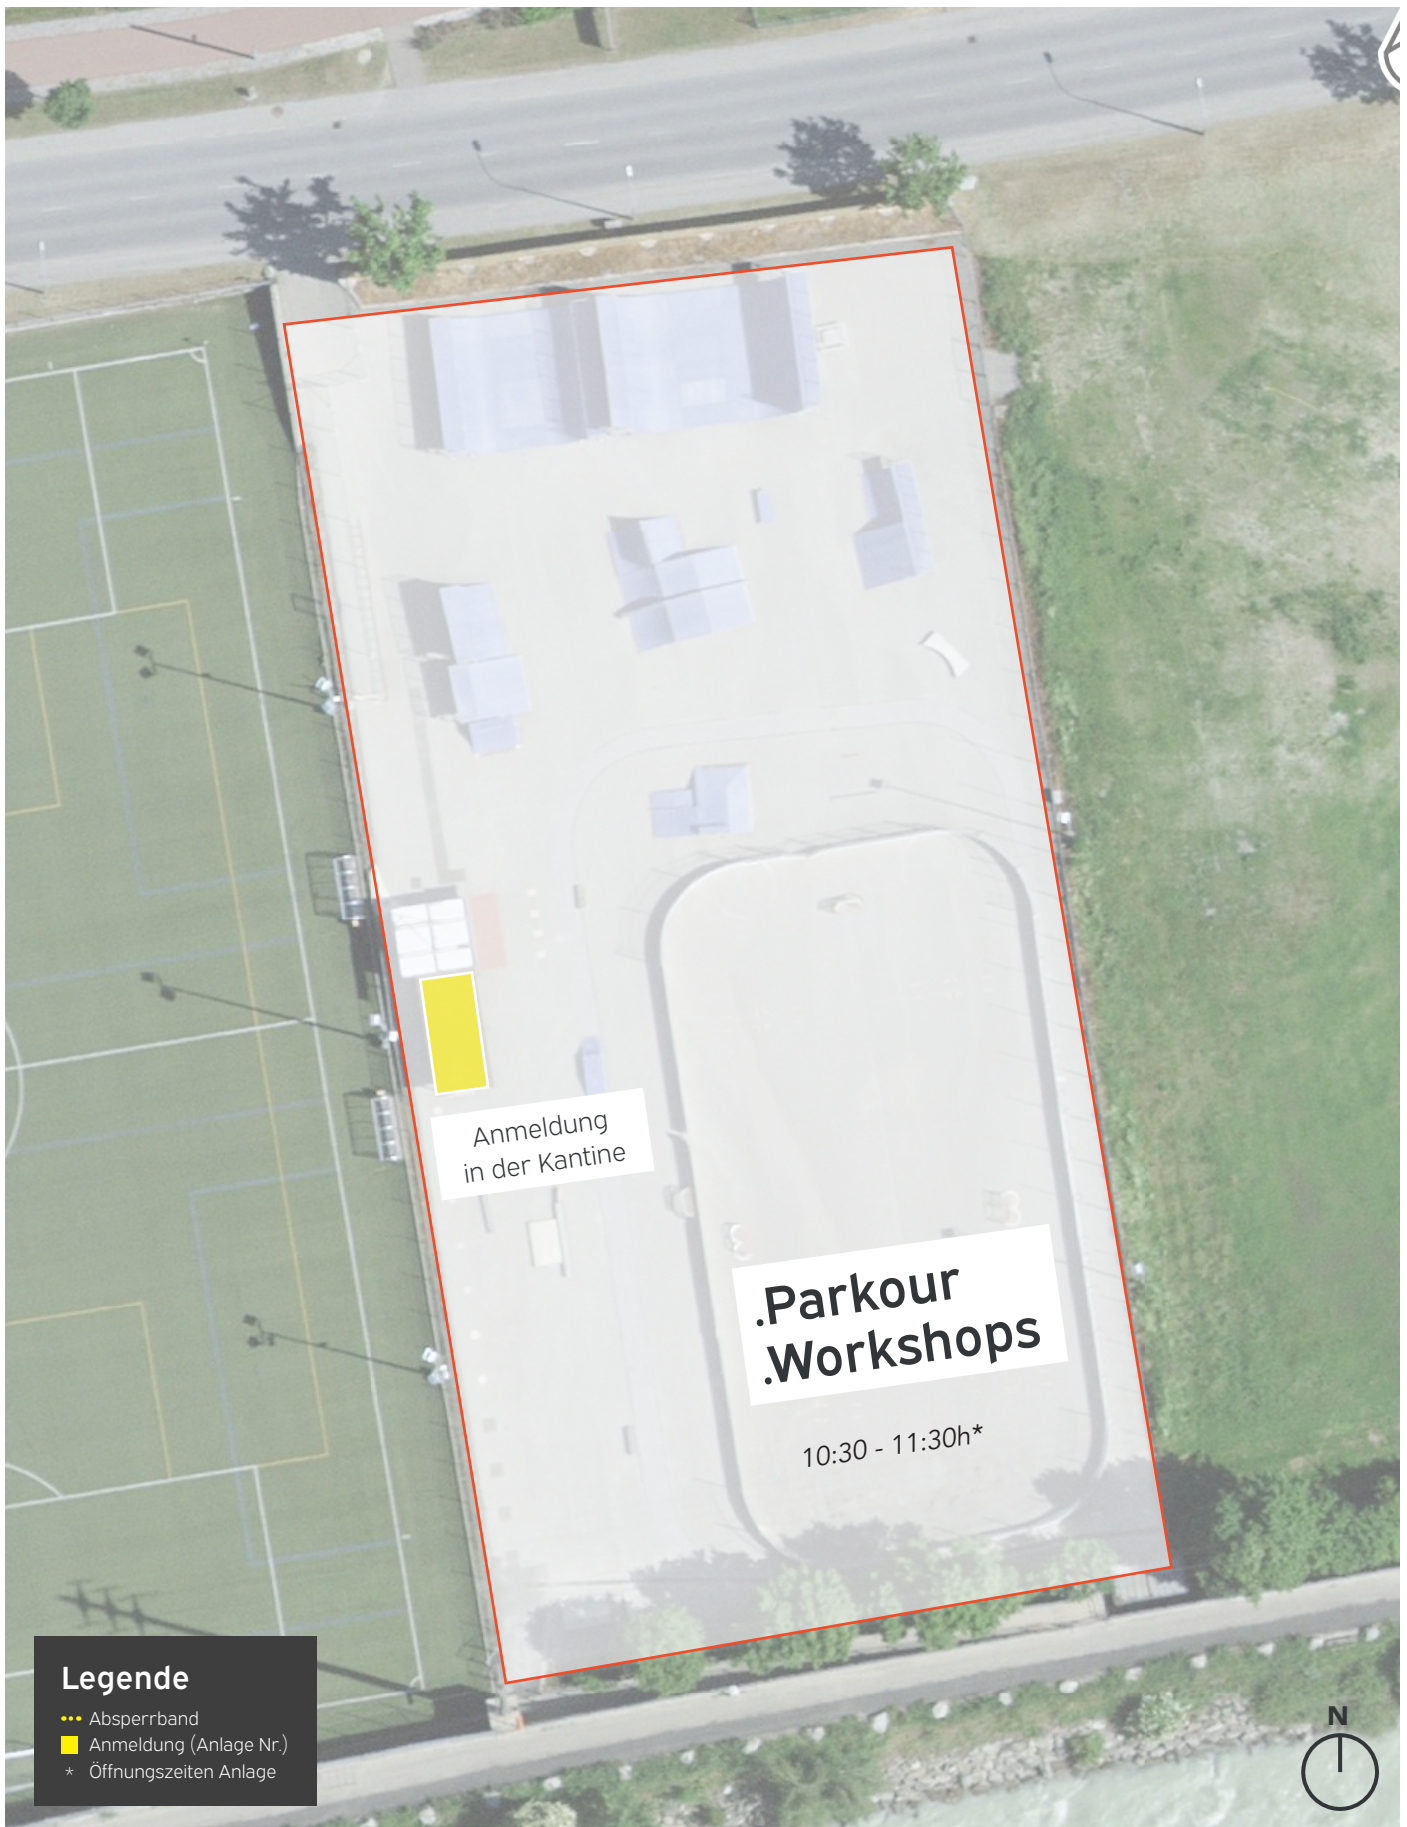 Anmeldung
in der Kantine
.Parkour
.Workshops
10:30 - 11:30h*
Legende
Absperrband
Anmeldung (Anlage Nr.)
* Öffnungszeiten Anlage
N